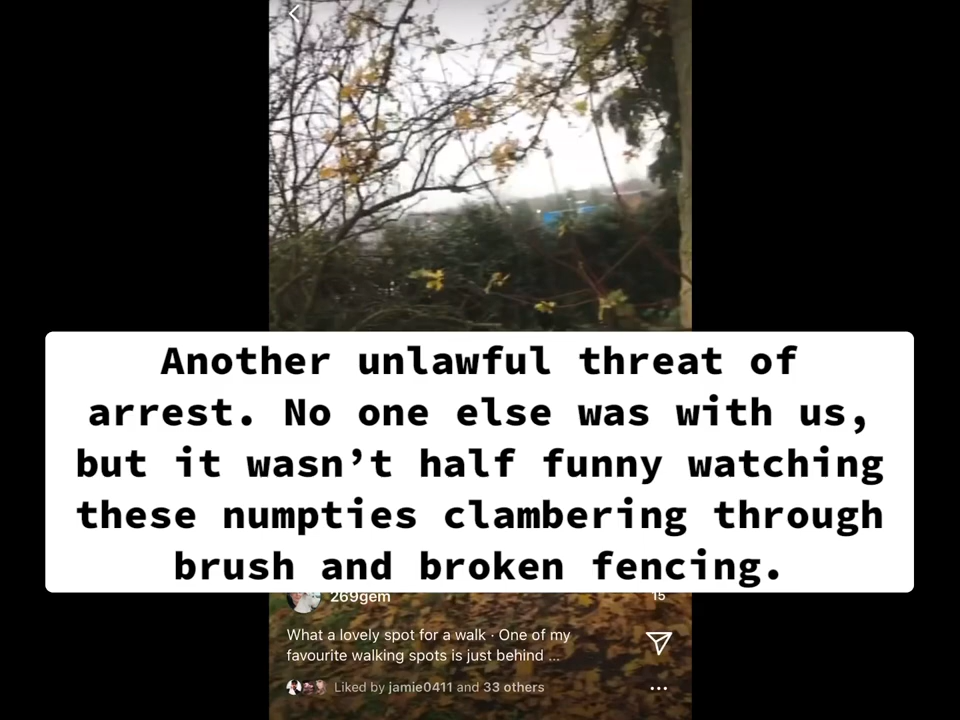 Another unlawful threat of
arrest. No one else was with us,
but it wasn’t half funny watching
these numpties clambering through
brush and broken fencing.
269gem
15
What a lovely spot for a walk · One of my
favourite walking spots is just behind ...
Liked by jamie0411 and 33 others